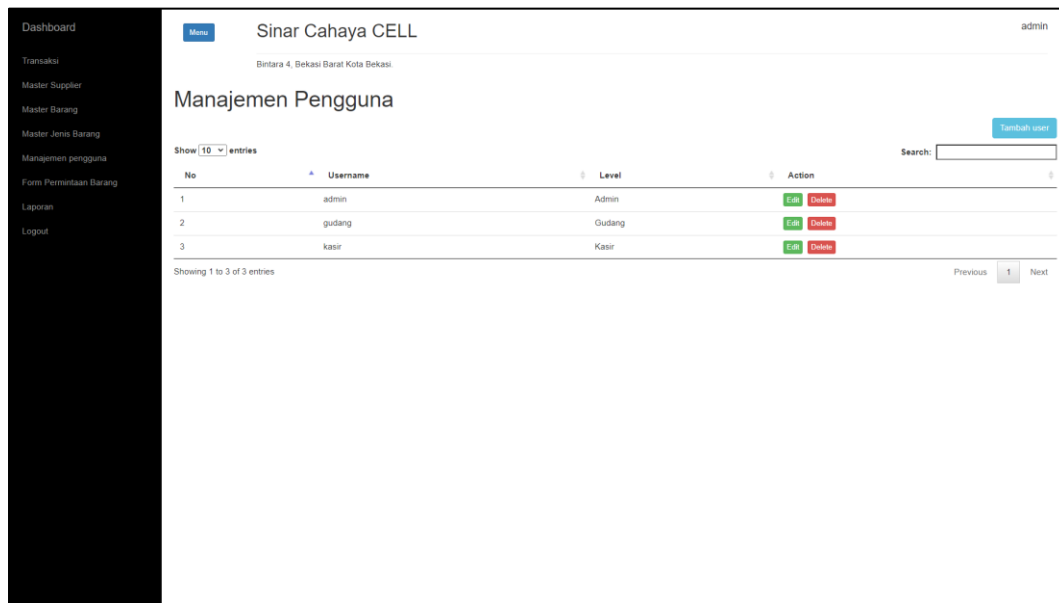 Dashboard
Transaksi
Master Supplier
Master Barang
Master Jenis Barang
Manajemen pengguna
Form Permintaan Barang
Laporan
Logout
Menu
Sinar Cahaya CELL
admin
Bintara 4, Bekasi Barat Kota Bekasi.
Manajemen Pengguna
Tambah user
Show 10 entries
Search:
No Username Level Action
1 admin Admin Edit Delete
2 gudang Gudang Edit Delete
3 kasir Kasir Edit Delete
Showing 1 to 3 of 3 entries
Previous 1 Next